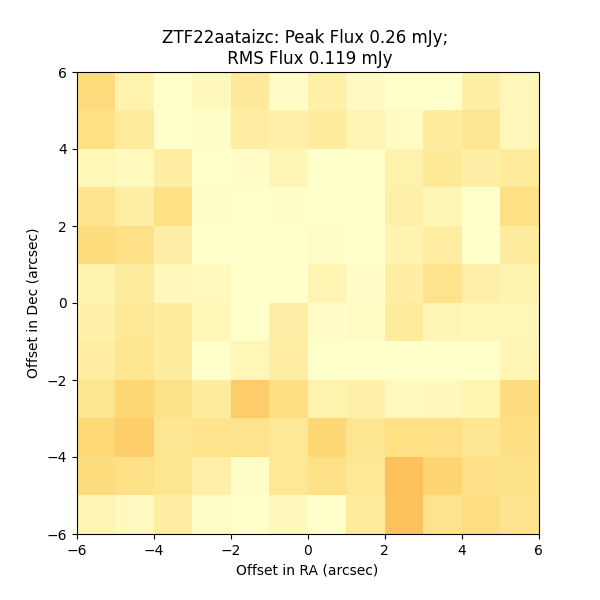 ZTF22aataizc: Peak Flux 0.26 mJy;
RMS Flux 0.119 mJy
6
4
2
0
−2
−4
−6
Offset in Dec (arcsec)
−6 −4 −2 0 2 4 6
Offset in RA (arcsec)